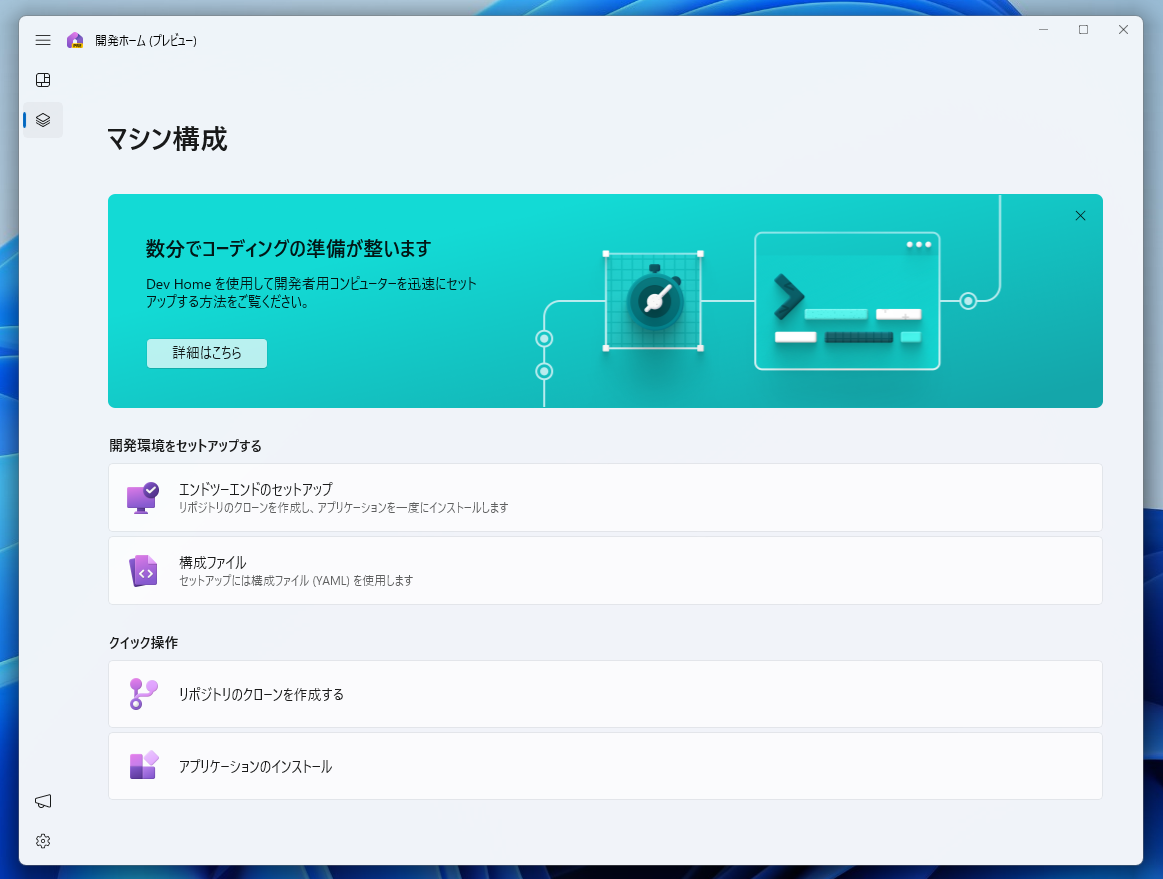 開発ホーム (プレビュー)
マシン構成
数分でコーディングの準備が整います
Dev Home を使用して開発者用コンピューターを迅速にセット
アップする方法をご覧ください。
詳細はこちら
開発環境をセットアップする
エンドツーエンドのセットアップ
リポジトリのクローンを作成し、アプリケーションを一度にインストールします
構成ファイル
セットアップには構成ファイル (YAML) を使用します
クイック操作
リポジトリのクローンを作成する
アプリケーションのインストール